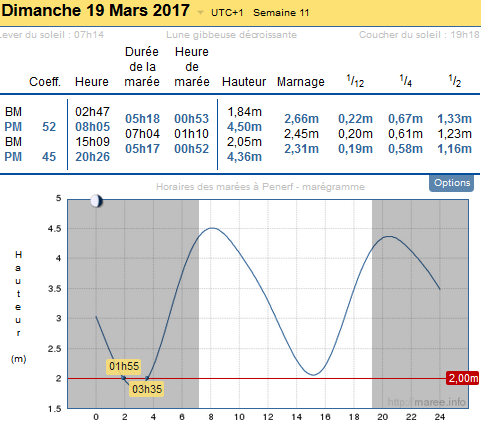 Dimanche 19 Mars 2017 UTC+1 Semaine 11
Lever du soleil : 07h14 Lune gibbeuse décroissante Coucher du soleil : 19h18
Coeff. Heure Durée de la marée Heure de marée Hauteur Marnage 1/12 1/4 1/2
BM 02h47 1,84m
05h18 00h53 2,66m 0,22m 0,67m 1,33m
PM 52 08h05 4,50m
07h04 01h10 2,45m 0,20m 0,61m 1,23m
BM 15h09 2,05m
05h17 00h52 2,31m 0,19m 0,58m 1,16m
PM 45 20h26 4,36m
Options
Horaires des marées à Penerf - marégramme
Hauteur (m)
5
4.5
4
3.5
3
2.5
2
1.5
01h55
03h35
2,00m
http://maree.info
0 2 4 6 8 10 12 14 16 18 20 22 24